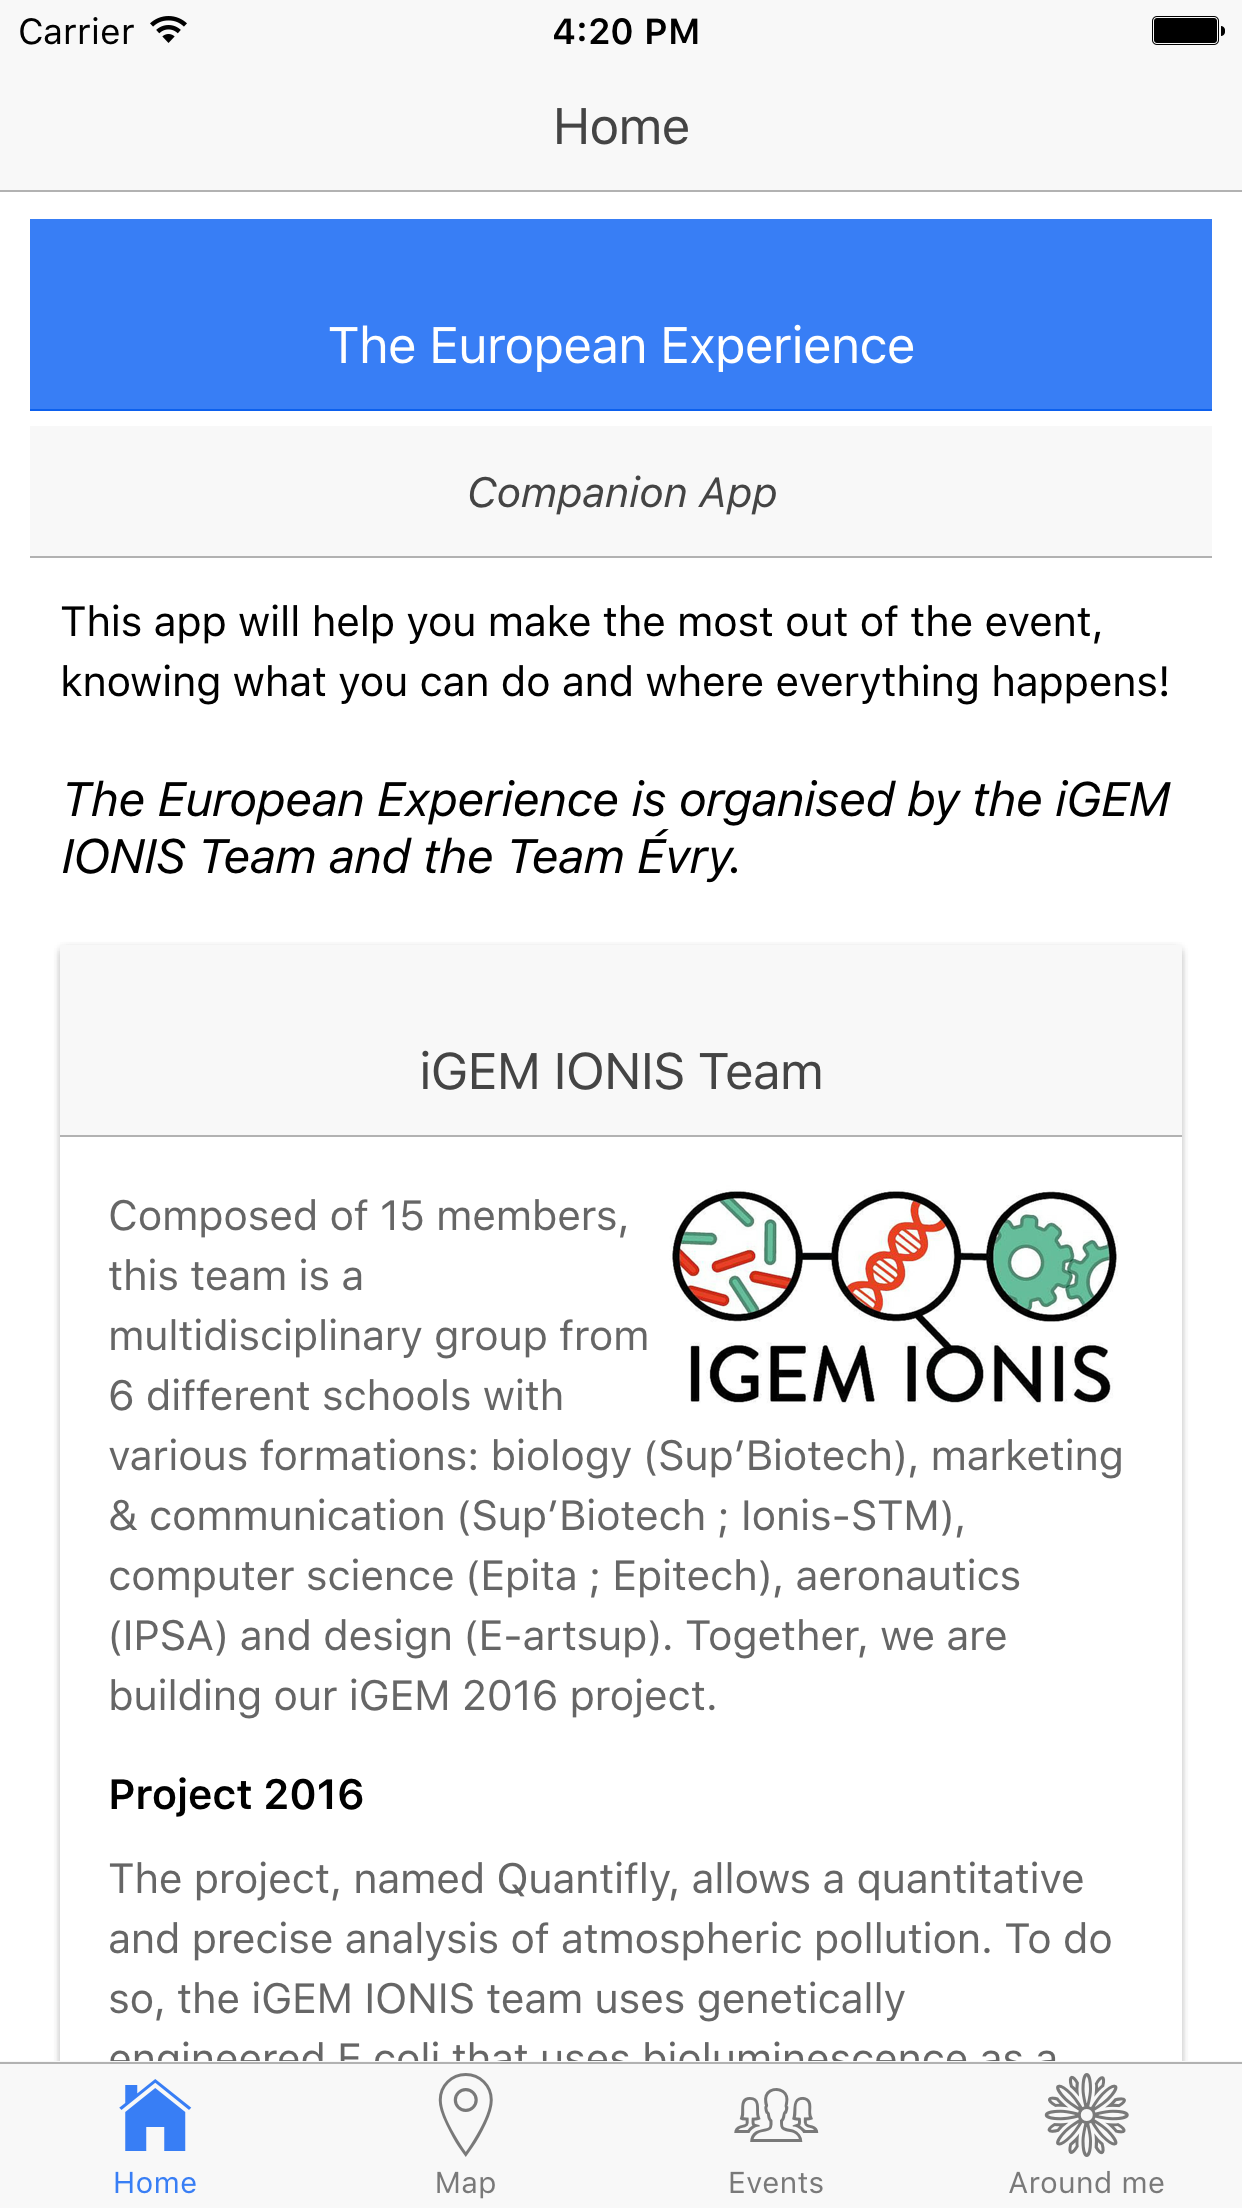 Carrier 4:20 PM
Home
The European Experience
Companion App
This app will help you make the most out of the event,
knowing what you can do and where everything happens!
The European Experience is organised by the iGEM
IONIS Team and the Team Évry.
iGEM IONIS Team
IGEM IONIS
Composed of 15 members,
this team is a
multidisciplinary group from
6 different schools with
various formations: biology (Sup’Biotech), marketing
& communication (Sup’Biotech ; Ionis-STM),
computer science (Epita ; Epitech), aeronautics
(IPSA) and design (E-artsup). Together, we are
building our iGEM 2016 project.
Project 2016
The project, named Quantifly, allows a quantitative
and precise analysis of atmospheric pollution. To do
so, the iGEM IONIS team uses genetically
engineered E coli that uses bioluminescence as a
Home Map Events Around me